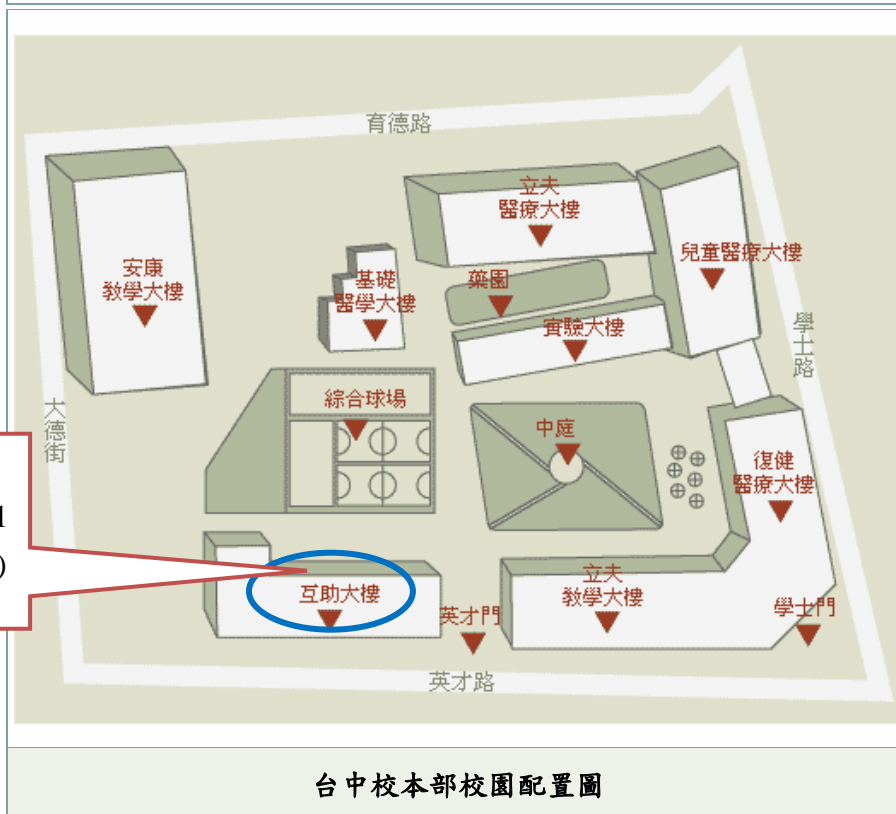 育德路
立夫
醫療大樓
兒童醫療大樓
安康
教學大樓
基礎
醫學大樓
藥園
實驗大樓
學士路
大德街
綜合球場
中庭
復健
醫療大樓
1
)
互助大樓
英才門
立夫
教學大樓
學士門
英才路
台中校本部校園配置圖